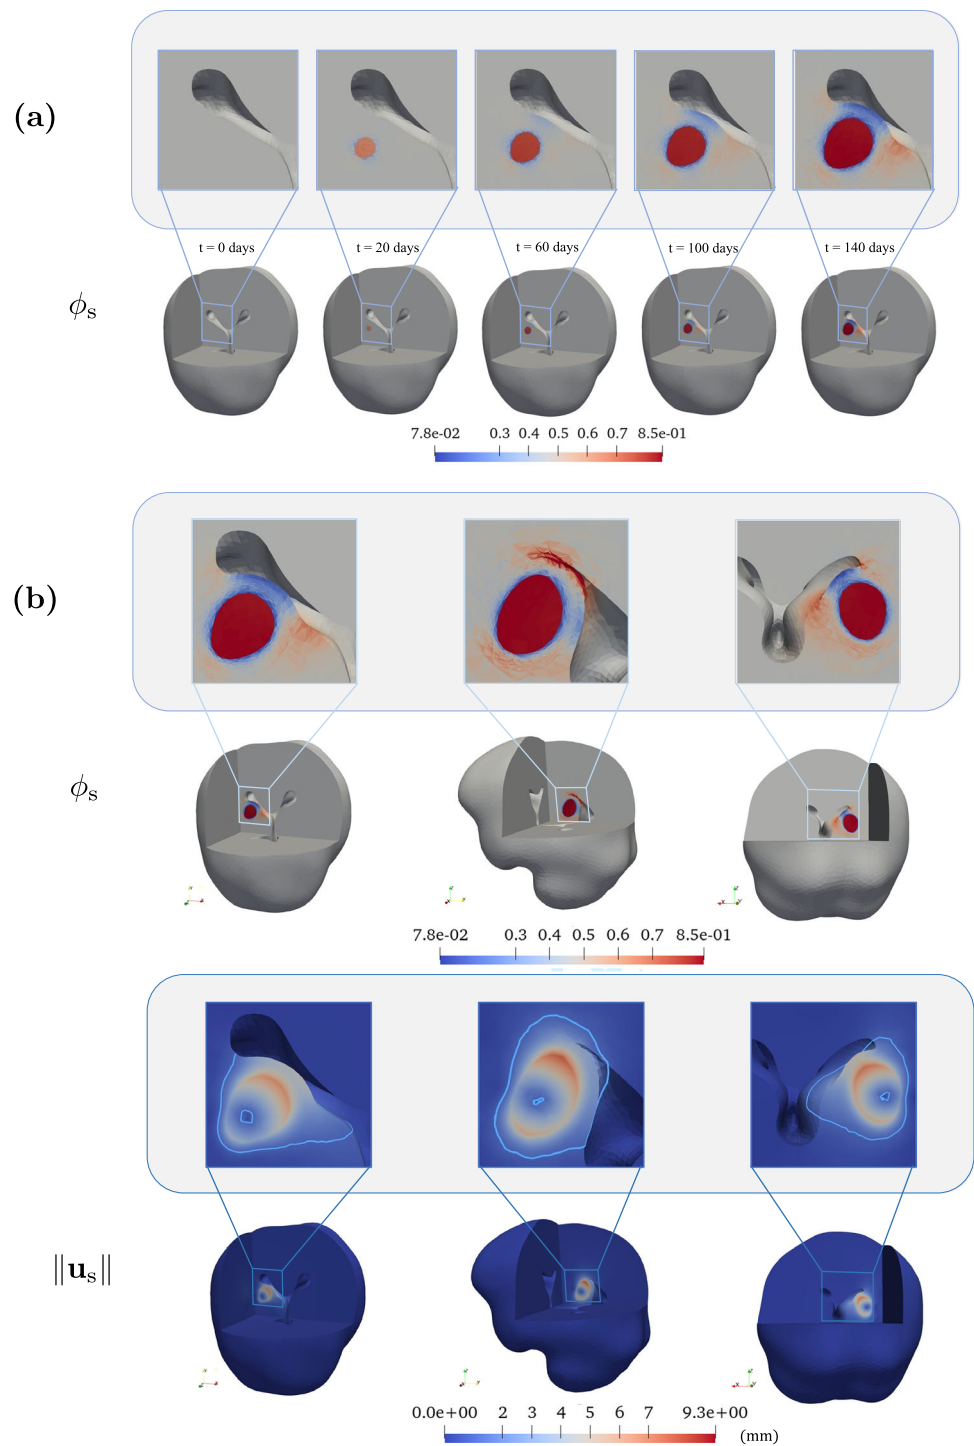 (a)
t = 0 days
t = 20 days
t = 60 days
t = 100 days
t = 140 days
ϕs
7.8e-02 0.3 0.4 0.5 0.6 0.7 8.5e-01
(b)
ϕs
7.8e-02 0.3 0.4 0.5 0.6 0.7 8.5e-01
‖us‖
0.0e+00 2 3 4 5 6 7 9.3e+00
(mm)